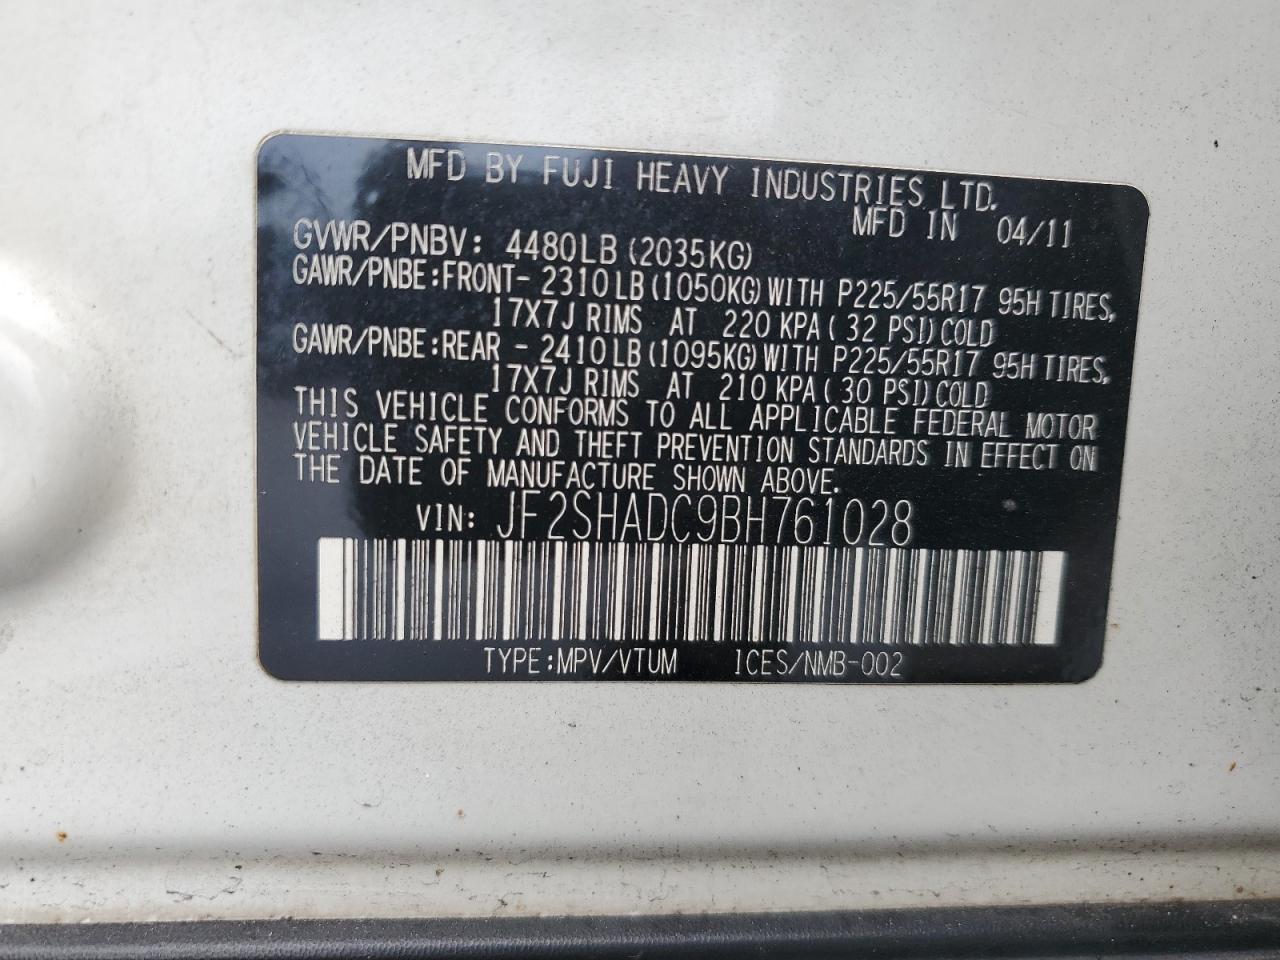 MFD BY FUJI HEAVY INDUSTRIES LTD.
MFD IN 04/11
GVWR/PNBV: 4480LB (2035KG)
GAWR/PNBE:FRONT- 2310LB(1050KG)WITH P225/55R17 95H TIRES,
17X7J RIMS AT 220 KPA( 32 PSI)COLD
GAWR/PNBE:REAR - 2410LB(1095KG)WITH P225/55R17 95H TIRES,
17X7J RIMS AT 210 KPA( 30 PSI)COLD
THIS VEHICLE CONFORMS TO ALL APPLICABLE FEDERAL MOTOR
VEHICLE SAFETY AND THEFT PREVENTION STANDARDS IN EFFECT ON
THE DATE OF MANUFACTURE SHOWN ABOVE.
VIN: JF2SHADC9BH761028
TYPE:MPV/VTUM ICES/NMB-002